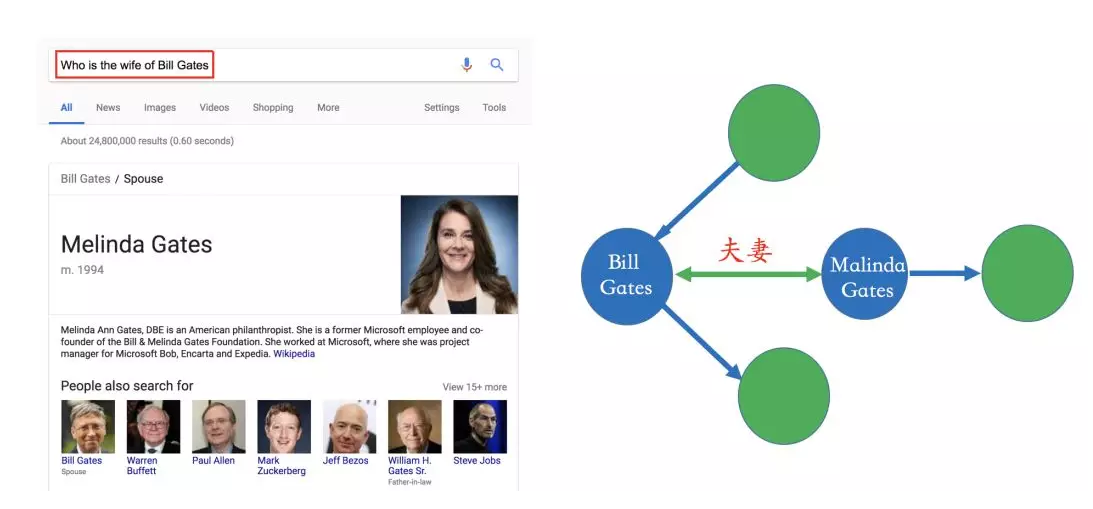 Who is the wife of Bill Gates
All News Images Videos Shopping More Settings Tools
About 24,800,000 results (0.60 seconds)
Bill Gates / Spouse
Melinda Gates
m. 1994
Melinda Ann Gates, DBE is an American philanthropist. She is a former Microsoft employee and co-
founder of the Bill & Melinda Gates Foundation. She worked at Microsoft, where she was project
manager for Microsoft Bob, Encarta and Expedia. Wikipedia
People also search for View 15+ more
Bill Gates
Spouse
Warren
Buffett
Paul Allen
Mark
Zuckerberg
Jeff Bezos
William H.
Gates Sr.
Father-in-law
Steve Jobs
Bill
Gates
夫妻
Malinda
Gates